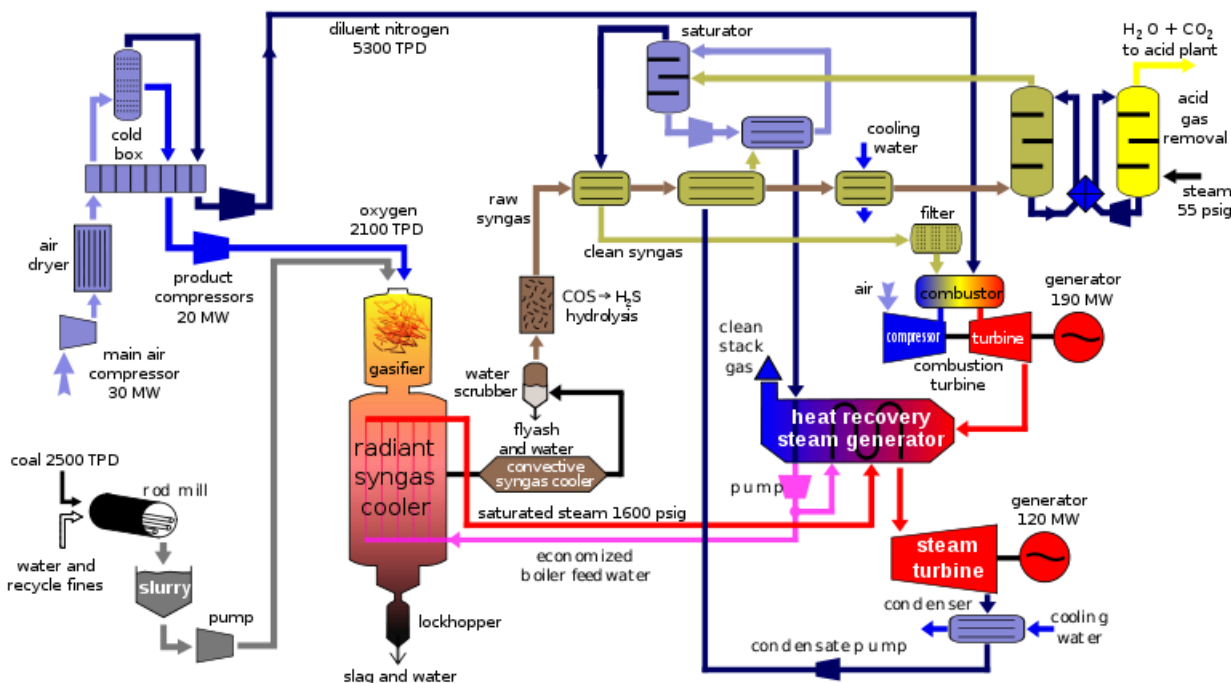 diluent nitrogen
5300 TPD
saturator
H₂O + CO₂
to acid plant
cold
box
cooling
water
acid
gas
removal
steam
55 psig
raw
syngas
oxygen
2100 TPD
filter
clean syngas
air
dryer
product
compressors
20 MW
COS→H₂S
hydrolysis
air
combustor
generator
190 MW
compressor
turbine
combustion
turbine
clean
stack
gas
main air
compressor
30 MW
gasifier
water
scrubber
flyash
and water
heat recovery
steam generator
coal 2500 TPD
rod mill
radiant
syngas
cooler
convective
syngas cooler
pump
saturated steam 1600 psig
generator
120 MW
steam
turbine
economized
boiler feed water
water and
recycle fines
slurry
pump
lockhopper
condenser
cooling
water
condensate pump
slag and water